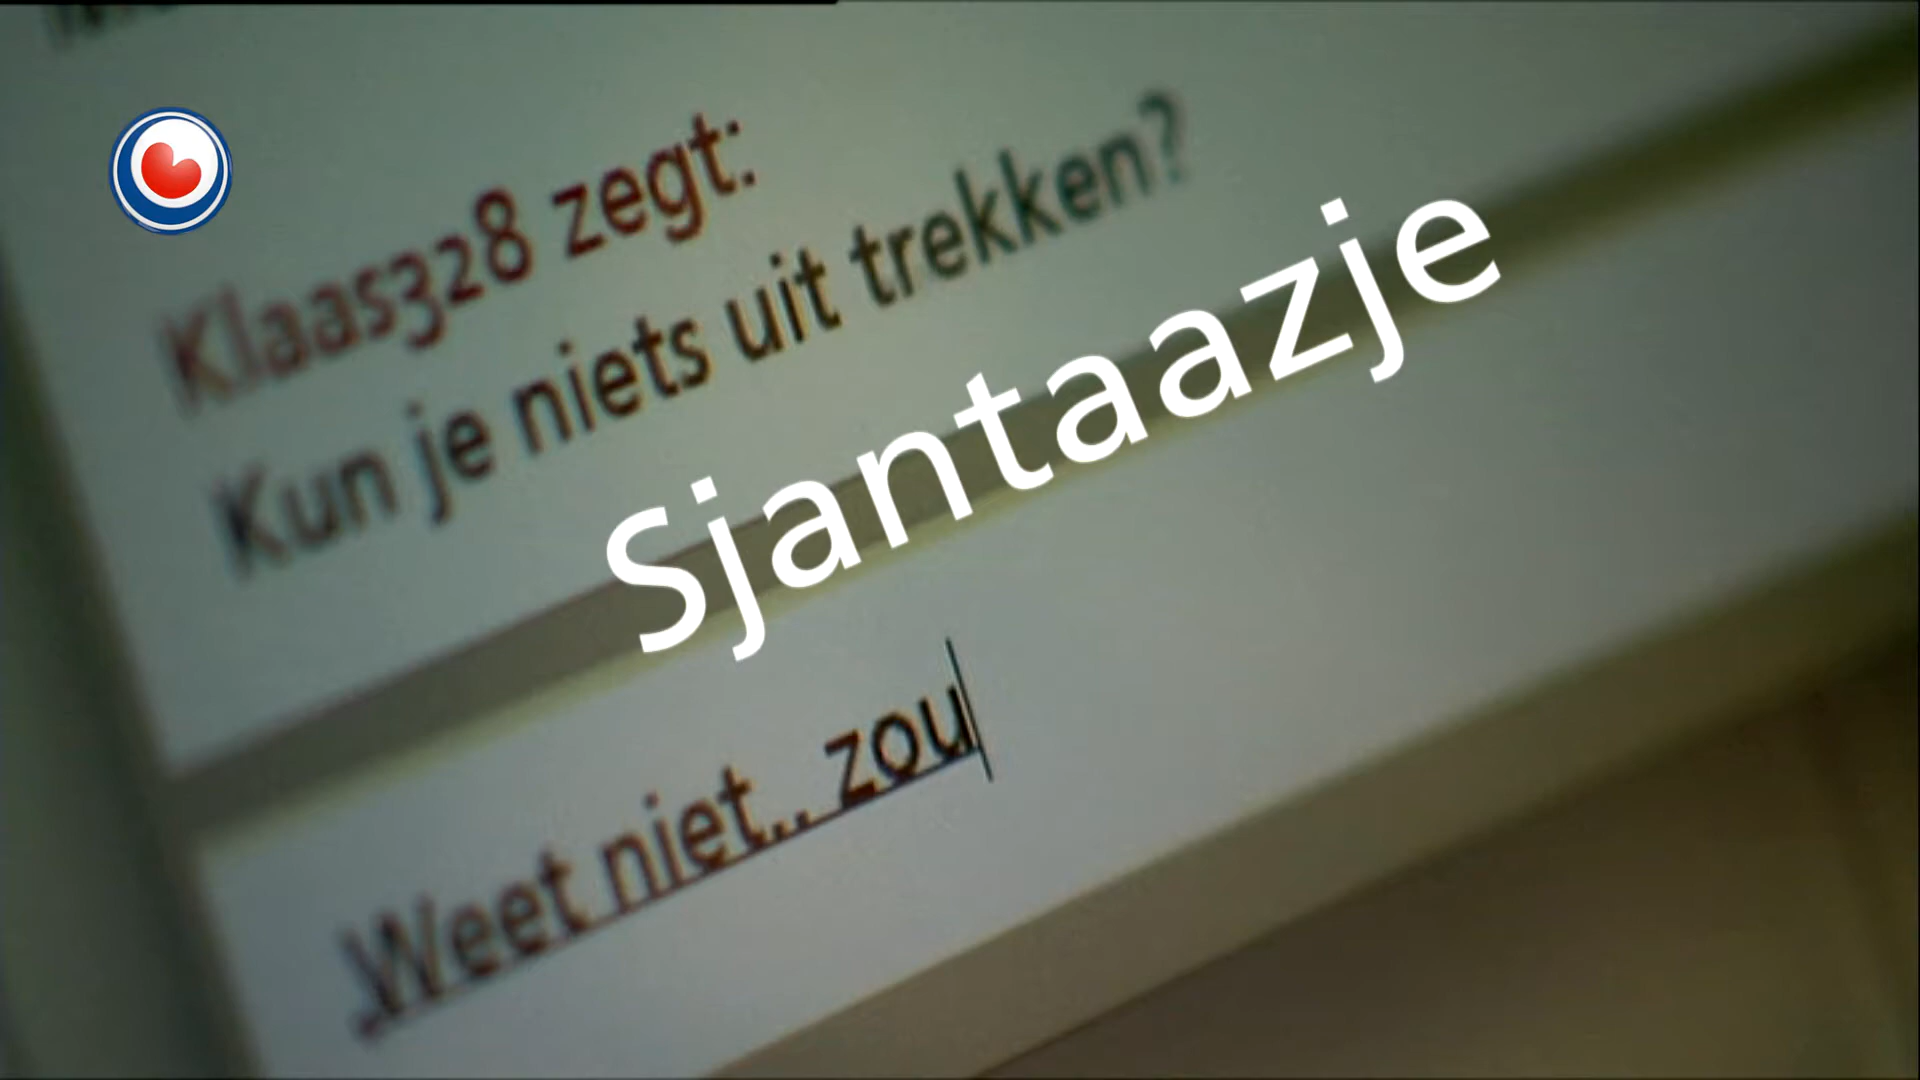 Klaas328 zegt:
Kun je niets uit trekken?
Sjantaazje
Weet niet.. zou